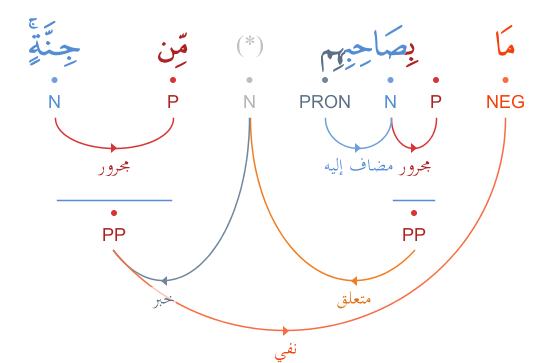 مَا بِصَاحِبِهِم (*) مِّن جِنَّةٍۚ
NEG P N PRON N P N
مجرور مضاف إليه مجرور
PP PP
متعلق خبر
نفي